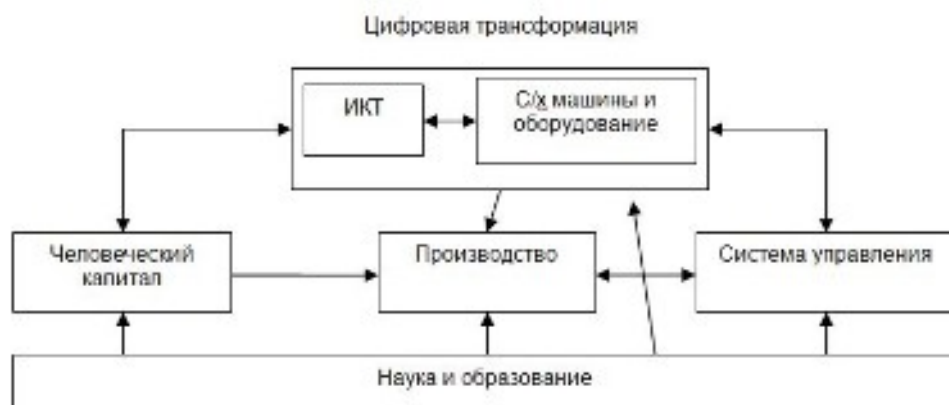 Цифровая трансформация
ИКТ
С/х машины и
оборудование
Человеческий
капитал
Производство
Система управления
Наука и образование